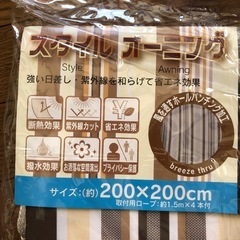 スタイル オーニング
Style Awning
強い日差し・紫外線を和らげて省エネ効果
断熱効果 紫外線カット 省エネ効果
撥水効果 お洒落な空間演出 プライバシー保護
風を通すホールパンチング加工
breeze thru
サイズ:(約)200×200cm
取付用ロープ:約1.5m×4本付